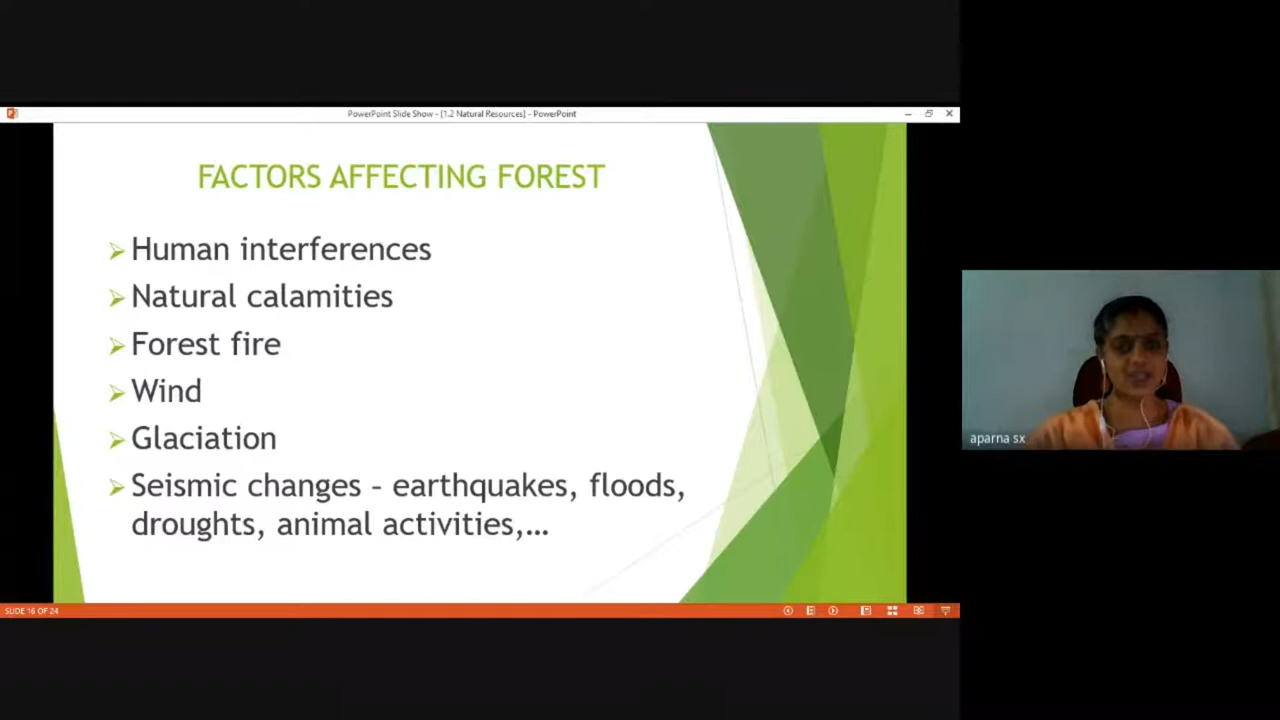 PowerPoint Slide Show - [1.2 Natural Resources] - PowerPoint
FACTORS AFFECTING FOREST
Human interferences
Natural calamities
Forest fire
Wind
Glaciation
Seismic changes – earthquakes, floods,
droughts, animal activities,...
aparna sx
SLIDE 16 OF 24